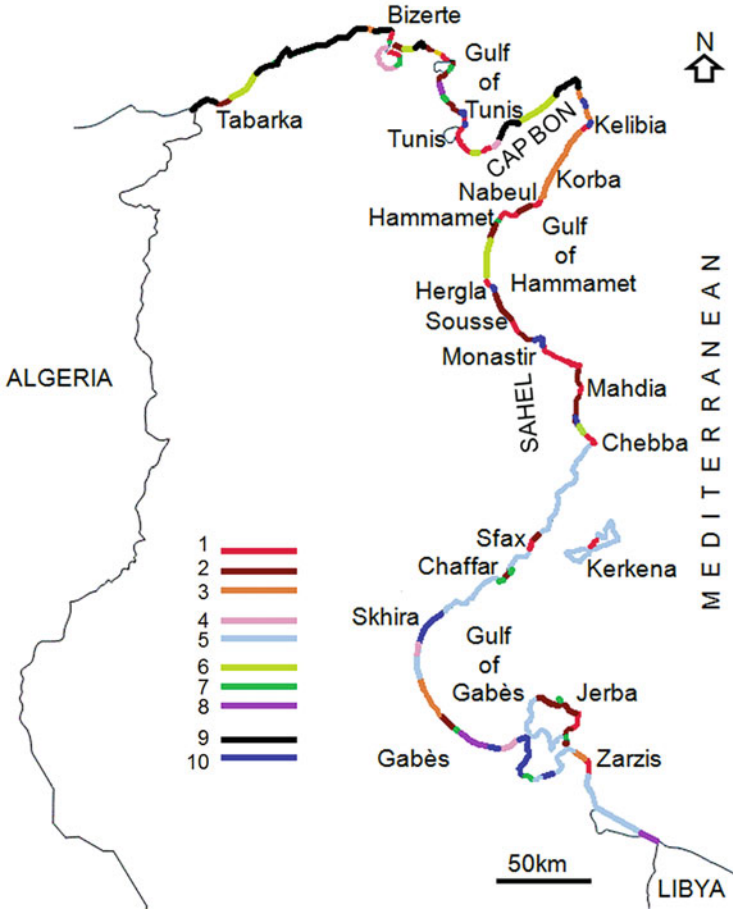 Bizerte
Gulf
of
Tunis
N
Tabarka
Tunis
CAP BON
Kelibia
Korba
Nabeul
Hammamet
Gulf
of
Hammamet
Hergla
Sousse
Monastir
ALGERIA
SAHEL
Mahdia
MEDITERRANEAN
Chebba
Sfax
Chaffar
Kerkena
1
2
3
4
5
6
7
8
9
10
Skhira
Gulf
of
Gabès
Jerba
Gabès
Zarzis
50km
LIBYA